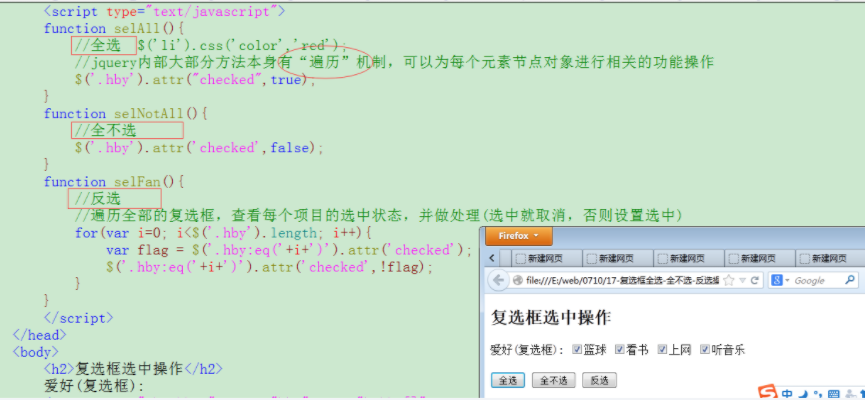 <script type="text/javascript">
function selAll(){
//全选 $('li').css('color','red');
//jquery内部大部分方法本身有“遍历”机制，可以为每个元素节点对象进行相关的功能操作
$('.hby').attr("checked",true);
}
function selNotAll(){
//全不选
$('.hby').attr('checked',false);
}
function selFan(){
//反选
//遍历全部的复选框，查看每个项目的选中状态，并做处理(选中就取消，否则设置选中)
for(var i=0; i<$('.hby').length; i++){
var flag = $('.hby:eq('+i+')').attr('checked');
$('.hby:eq('+i+')').attr('checked',!flag);
}
}
</script>
</head>
<body>
<h2>复选框选中操作</h2>
爱好(复选框):
Firefox
新建网页 新建网页 新建网页 新建网页 新建网页
file:///E:/web/0710/17-复选框全选-全不选-反选
Google
复选框选中操作
爱好(复选框): 篮球 看书 上网 听音乐
全选 全不选 反选
中